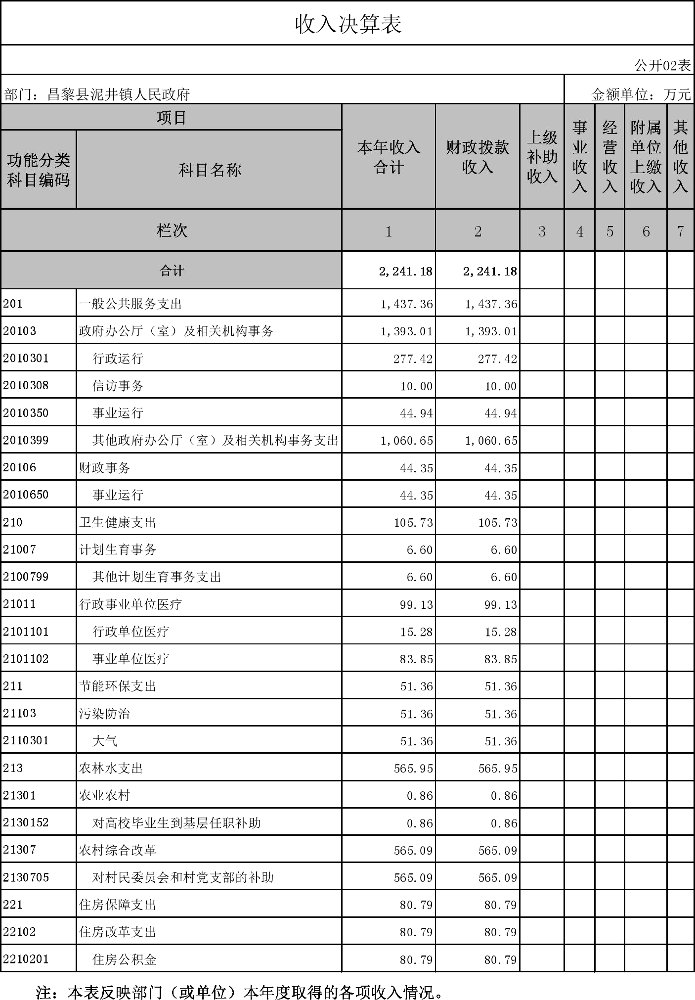 收入决算表
公开02表
部门：昌黎县泥井镇人民政府 金额单位：万元
项目 本年收入合计 财政拨款收入 上级补助收入 事业收入 经营收入 附属单位上缴收入 其他收入
功能分类科目编码 科目名称
栏次 1 2 3 4 5 6 7
合计 2,241.18 2,241.18
201 一般公共服务支出 1,437.36 1,437.36
20103 政府办公厅（室）及相关机构事务 1,393.01 1,393.01
2010301 行政运行 277.42 277.42
2010308 信访事务 10.00 10.00
2010350 事业运行 44.94 44.94
2010399 其他政府办公厅（室）及相关机构事务支出 1,060.65 1,060.65
20106 财政事务 44.35 44.35
2010650 事业运行 44.35 44.35
210 卫生健康支出 105.73 105.73
21007 计划生育事务 6.60 6.60
2100799 其他计划生育事务支出 6.60 6.60
21011 行政事业单位医疗 99.13 99.13
2101101 行政单位医疗 15.28 15.28
2101102 事业单位医疗 83.85 83.85
211 节能环保支出 51.36 51.36
21103 污染防治 51.36 51.36
2110301 大气 51.36 51.36
213 农林水支出 565.95 565.95
21301 农业农村 0.86 0.86
2130152 对高校毕业生到基层任职补助 0.86 0.86
21307 农村综合改革 565.09 565.09
2130705 对村民委员会和村党支部的补助 565.09 565.09
221 住房保障支出 80.79 80.79
22102 住房改革支出 80.79 80.79
2210201 住房公积金 80.79 80.79
注：本表反映部门（或单位）本年度取得的各项收入情况。